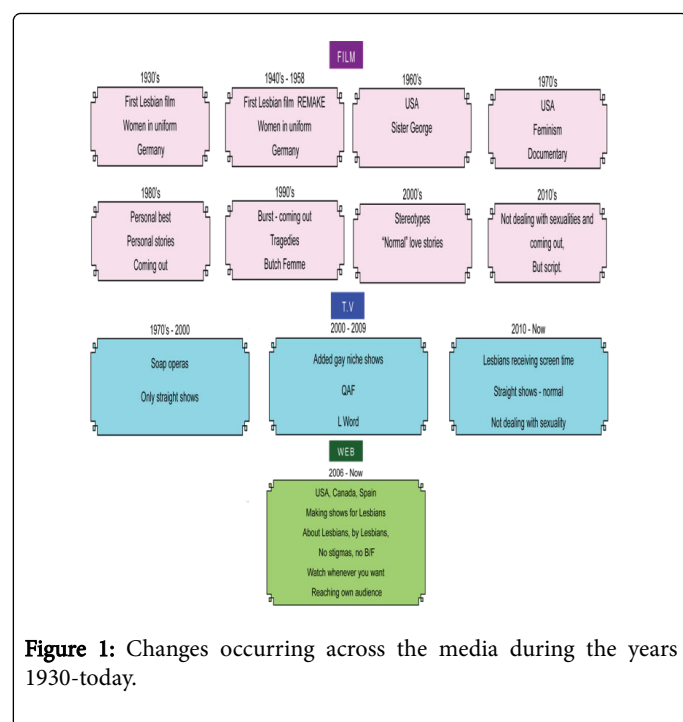 FILM
1930's
First Lesbian film
Women in uniform
Germany
1940's - 1958
First Lesbian film REMAKE
Women in uniform
Germany
1960's
USA
Sister George
1970's
USA
Feminism
Documentary
1980's
Personal best
Personal stories
Coming out
1990's
Burst - coming out
Tragedies
Butch Femme
2000's
Stereotypes
"Normal" love stories
2010's
Not dealing with sexualities and
coming out,
But script.
T.V
1970's - 2000
Soap operas
Only straight shows
2000 - 2009
Added gay niche shows
QAF
L Word
2010 - Now
Lesbians receiving screen time
Straight shows - normal
Not dealing with sexuality
WEB
2006 - Now
USA, Canada, Spain
Making shows for Lesbians
About Lesbians, by Lesbians,
No stigmas, no B/F
Watch whenever you want
Reaching own audience
Figure 1: Changes occurring across the media during the years
1930-today.